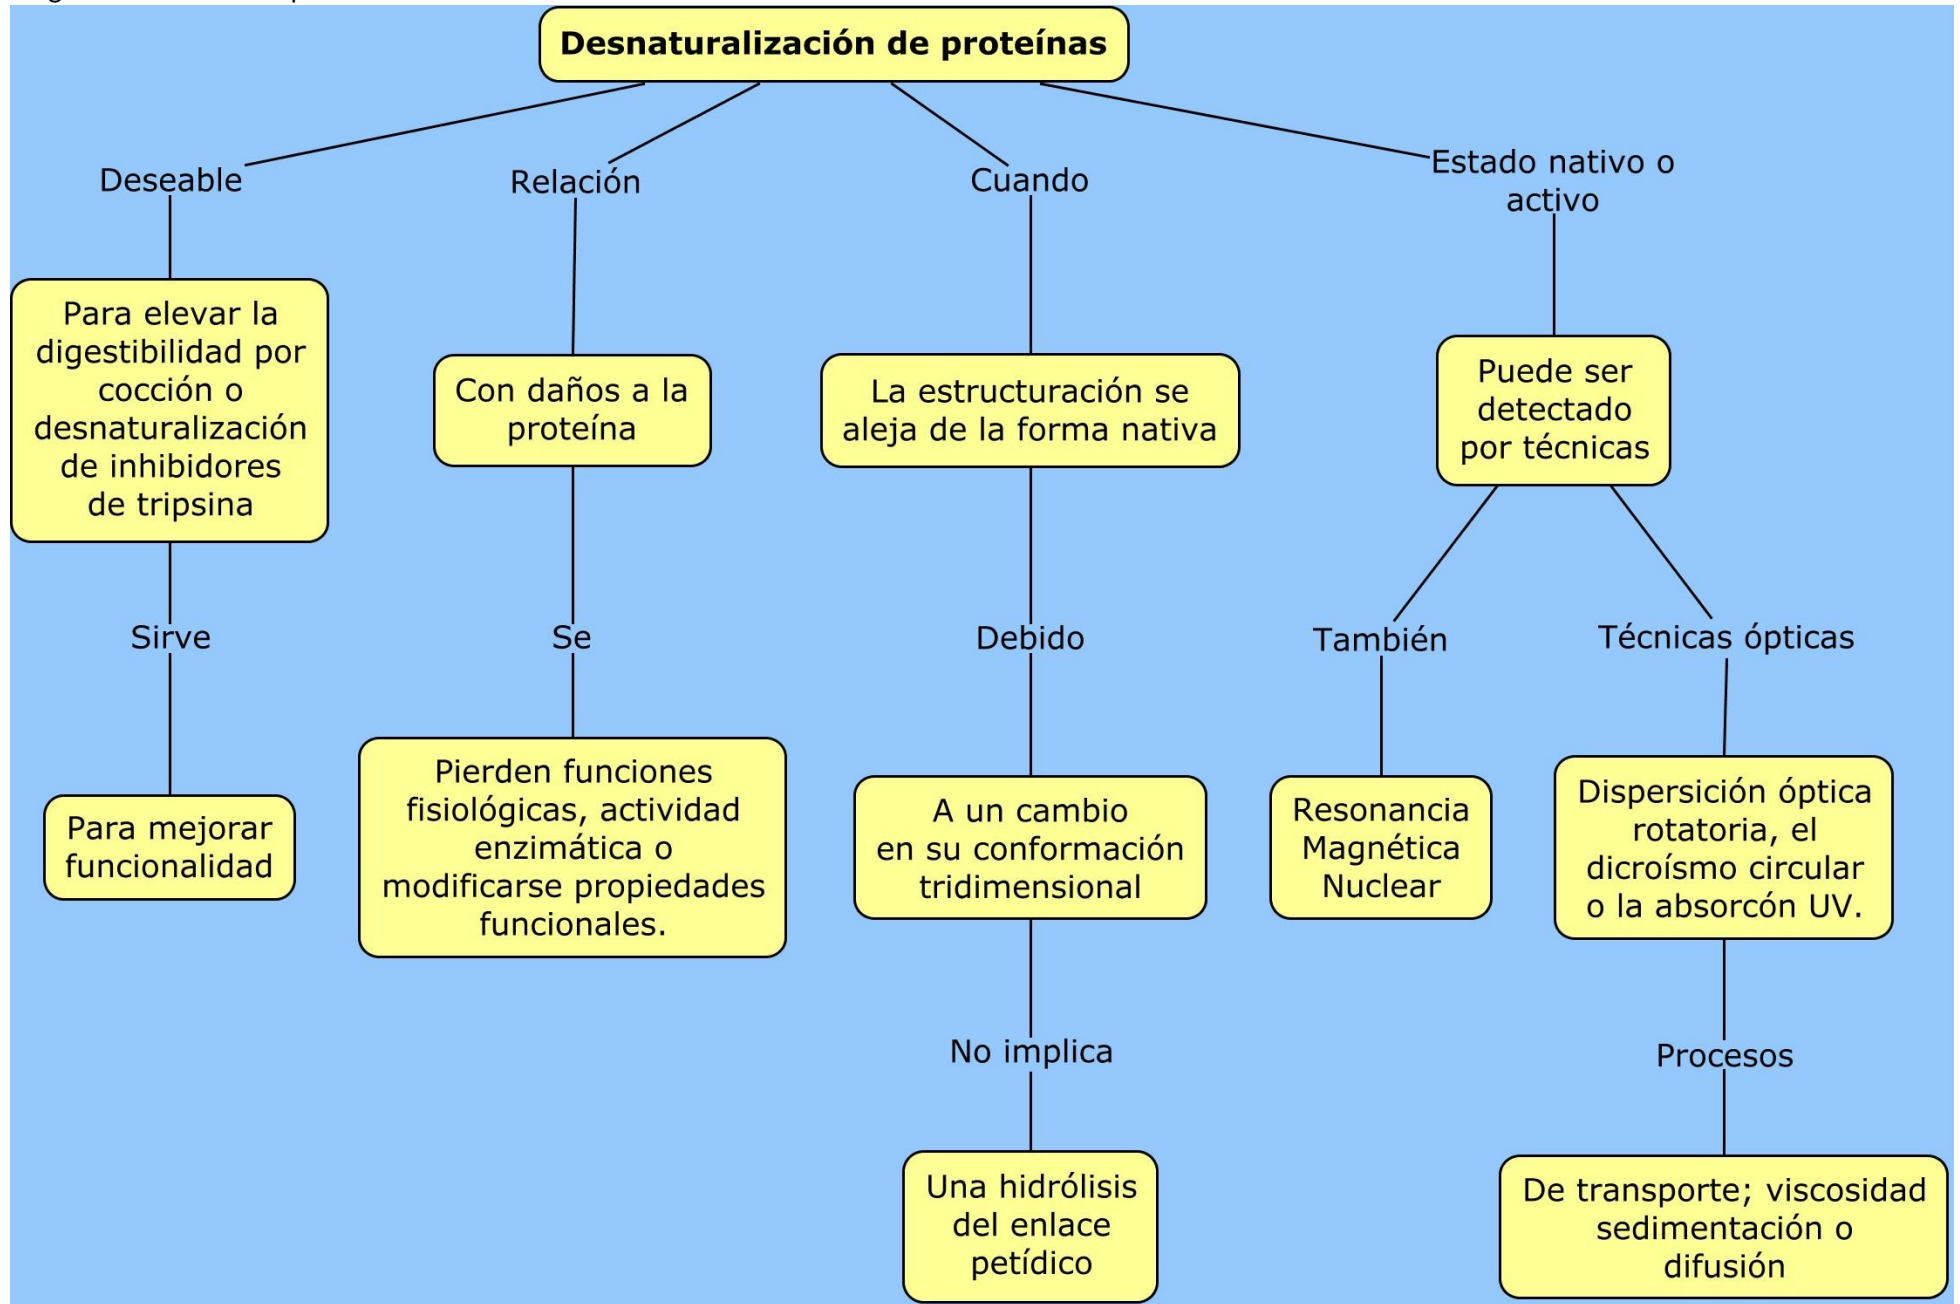 Desnaturalización de proteínas
Deseable
Relación
Cuando
Estado nativo o
activo
Para elevar la
digestibilidad por
cocción o
desnaturalización
de inhibidores
de tripsina
Con daños a la
proteína
La estructuración se
aleja de la forma nativa
Puede ser
detectado
por técnicas
Sirve
Se
Debido
También
Técnicas ópticas
Para mejorar
funcionalidad
Pierden funciones
fisiológicas, actividad
enzimática o
modificarse propiedades
funcionales.
A un cambio
en su conformación
tridimensional
Resonancia
Magnética
Nuclear
Dispersición óptica
rotatoria, el
dicroísmo circular
o la absorcón UV.
No implica
Procesos
Una hidrólisis
del enlace
petídico
De transporte; viscosidad
sedimentación o
difusión